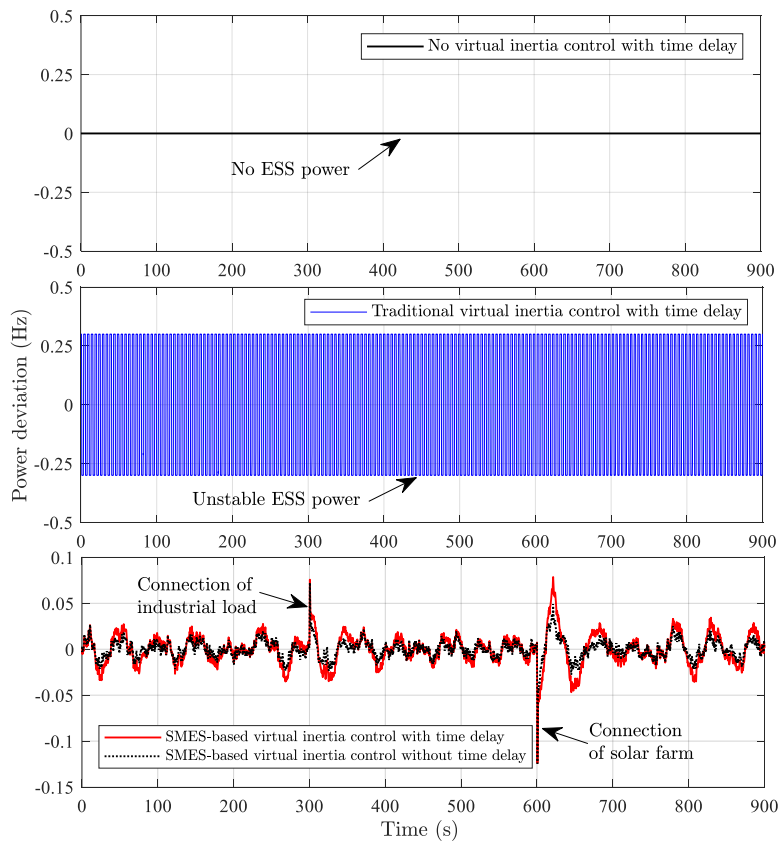 0.5
0.25
0
-0.25
-0.5
No virtual inertia control with time delay
No ESS power
0 100 200 300 400 500 600 700 800 900
Power deviation (Hz)
0.5
0.25
0
-0.25
-0.5
Traditional virtual inertia control with time delay
Unstable ESS power
0 100 200 300 400 500 600 700 800 900
0.1
0.05
0
-0.05
-0.1
-0.15
Connection of
industrial load
SMES-based virtual inertia control with time delay
SMES-based virtual inertia control without time delay
Connection
of solar farm
0 100 200 300 400 500 600 700 800 900
Time (s)